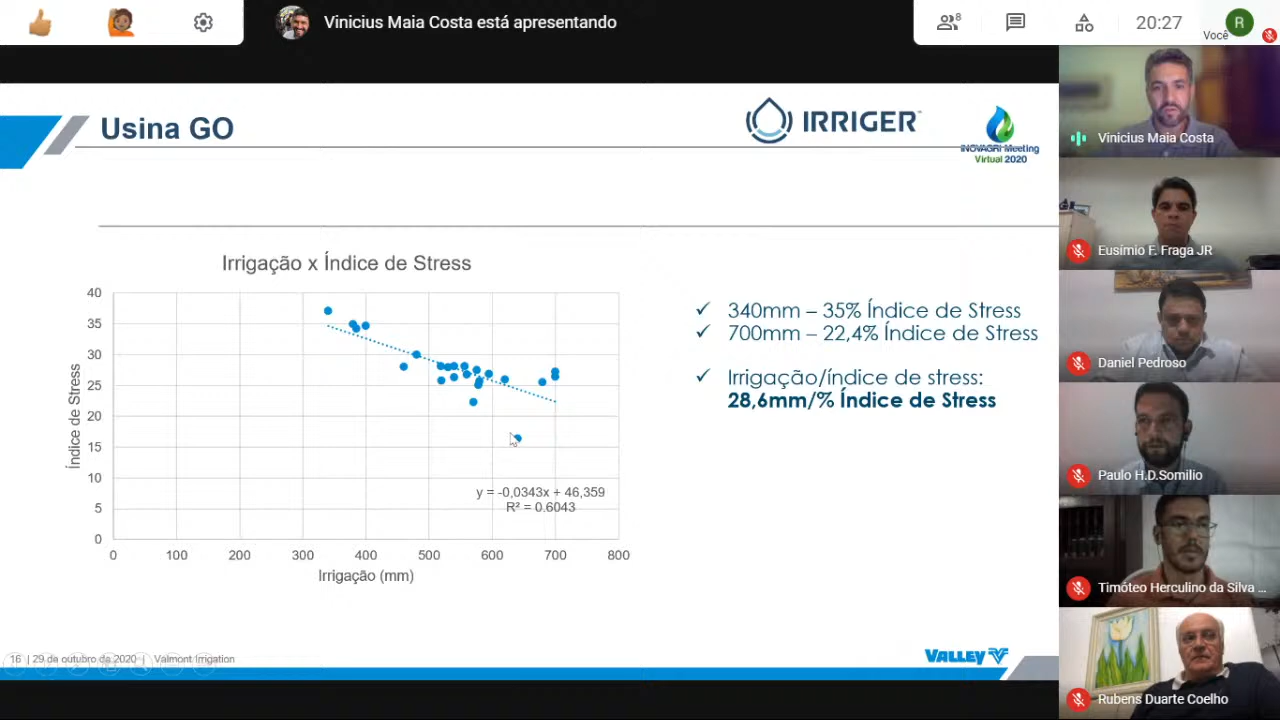 Vinicius Maia Costa está apresentando
8
20:27
Você
R
Usina GO
IRRIGER
INOVAGRI Meeting
Virtual 2020
Irrigação x Índice de Stress
40
35
30
25
20
15
10
5
0
0 100 200 300 400 500 600 700 800
Índice de Stress
Irrigação (mm)
y = -0,0343x + 46,359
R² = 0.6043
✓ 340mm – 35% Índice de Stress
✓ 700mm – 22,4% Índice de Stress
✓ Irrigação/índice de stress:
28,6mm/% Índice de Stress
16 | 29 de outubro de 2020 | Valmont Irrigation
VALLEY
Vinicius Maia Costa
Eusímio F. Fraga JR
Daniel Pedroso
Paulo H.D.Somilio
Timóteo Herculino da Silva ...
Rubens Duarte Coelho